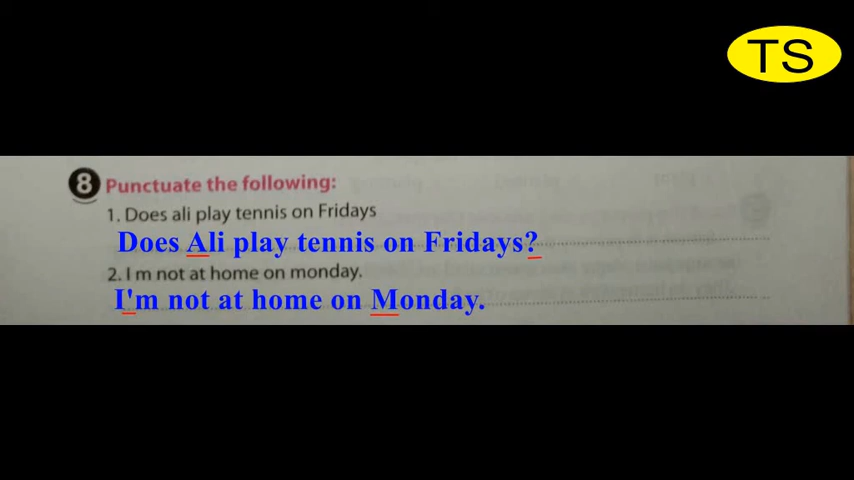 TS
8 Punctuate the following:
1. Does ali play tennis on Fridays
Does Ali play tennis on Fridays?
2. I m not at home on monday.
I'm not at home on Monday.